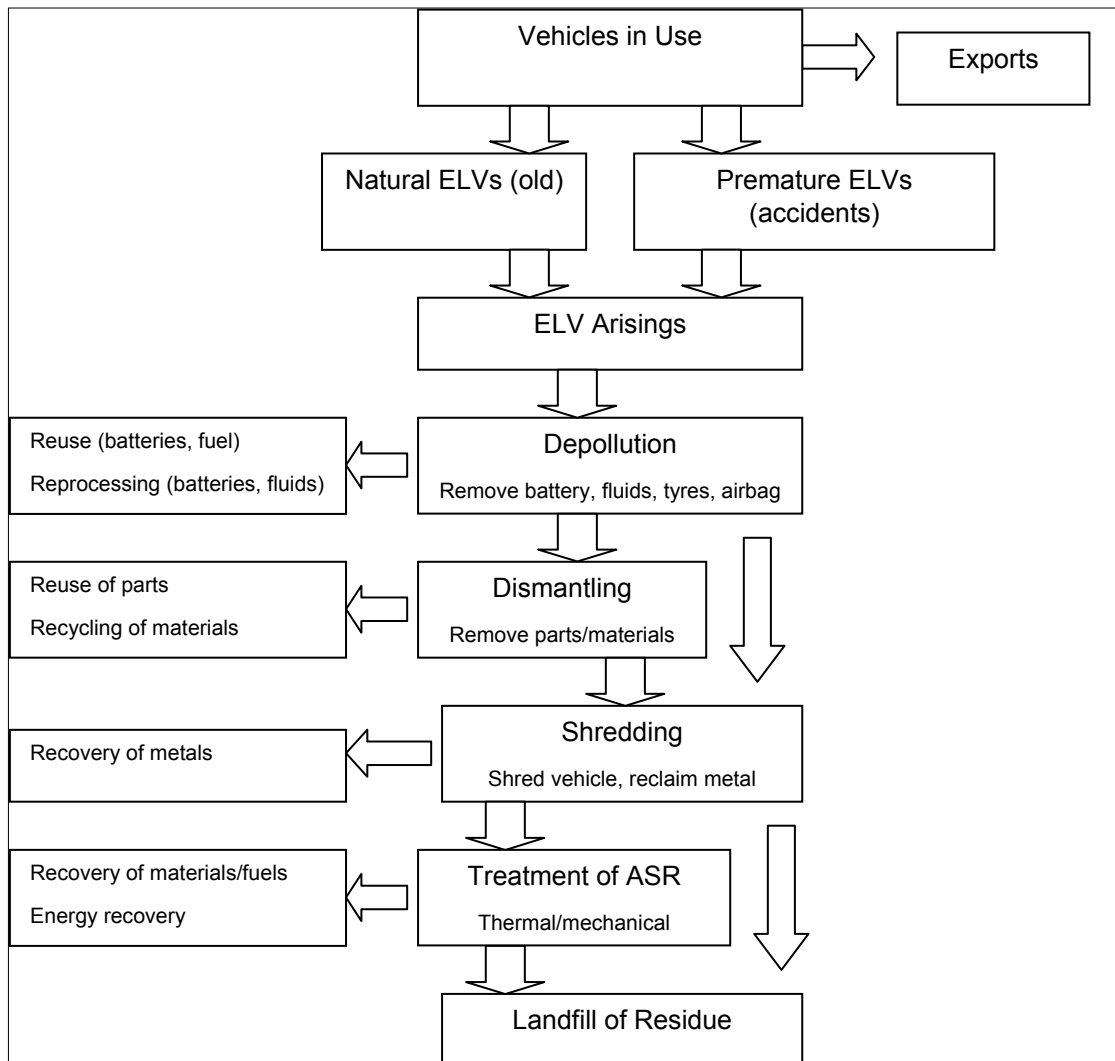 Vehicles in Use
Exports
Natural ELVs (old)
Premature ELVs
(accidents)
ELV Arisings
Depollution
Remove battery, fluids, tyres, airbag
Reuse (batteries, fuel)
Reprocessing (batteries, fluids)
Dismantling
Remove parts/materials
Reuse of parts
Recycling of materials
Shredding
Shred vehicle, reclaim metal
Recovery of metals
Treatment of ASR
Thermal/mechanical
Recovery of materials/fuels
Energy recovery
Landfill of Residue